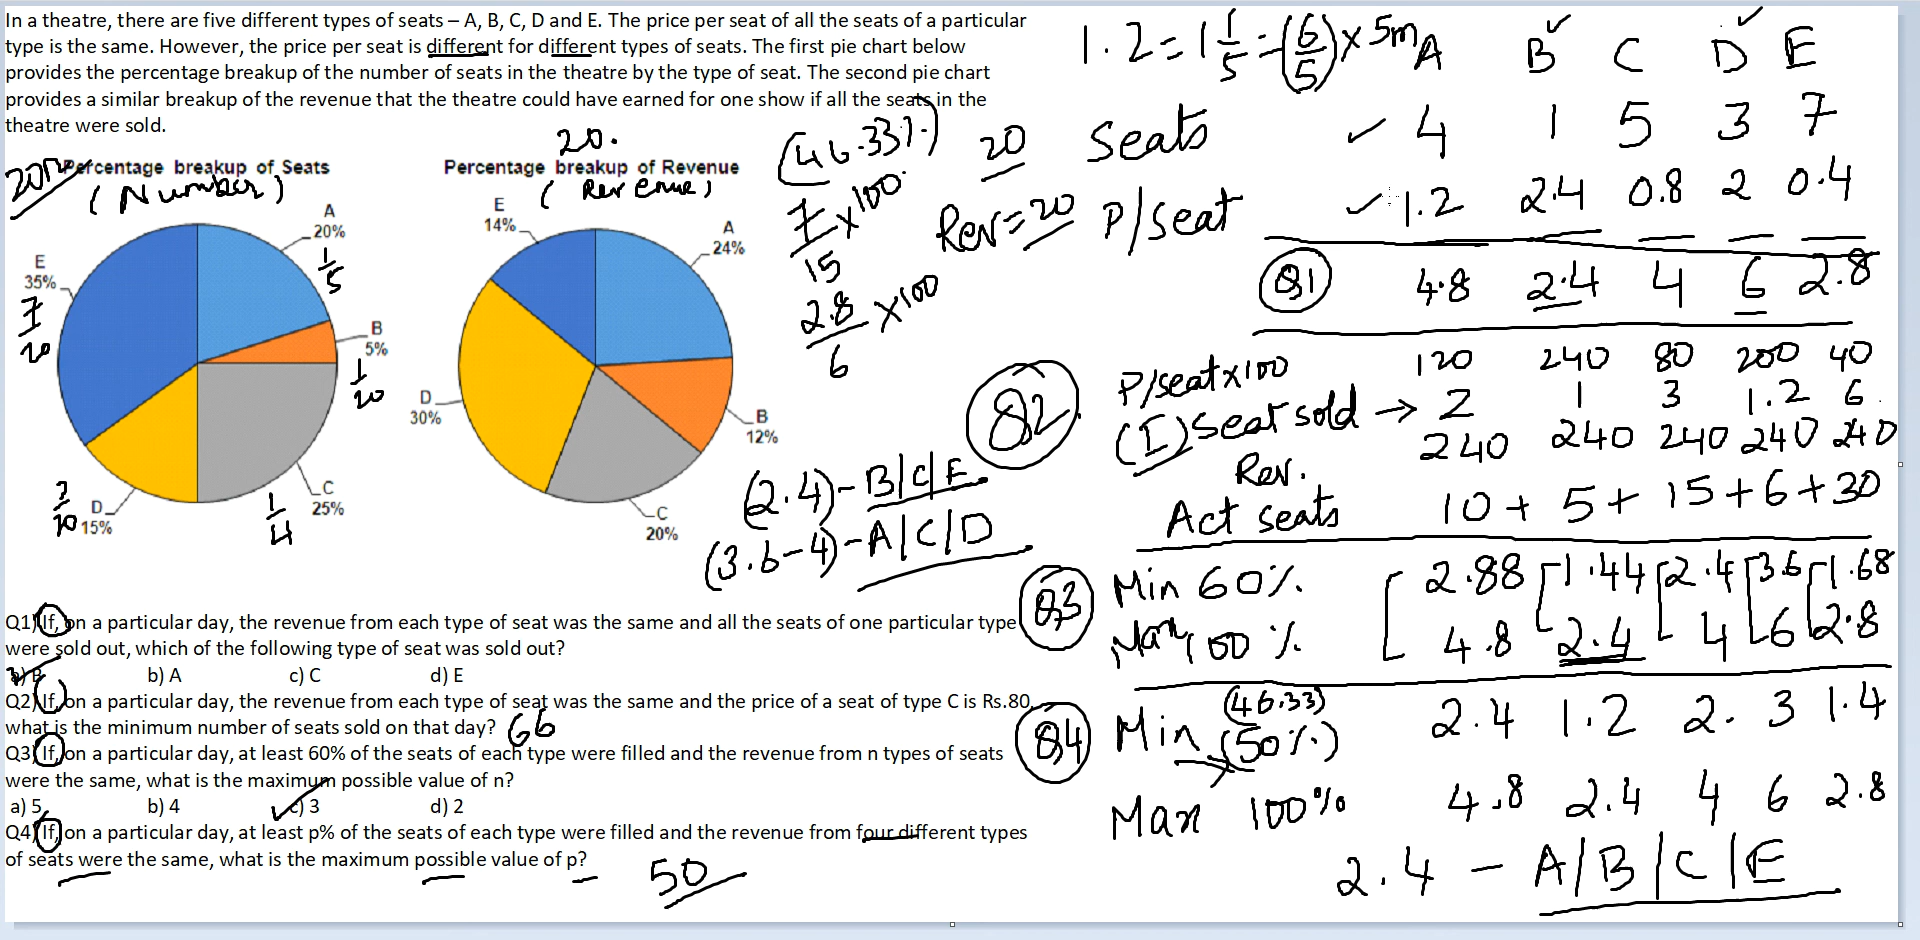 In a theatre, there are five different types of seats – A, B, C, D and E. The price per seat of all the seats of a particular
type is the same. However, the price per seat is different for different types of seats. The first pie chart below
provides the percentage breakup of the number of seats in the theatre by the type of seat. The second pie chart
provides a similar breakup of the revenue that the theatre could have earned for one show if all the seats in the
theatre were sold.
20.
Percentage breakup of Seats
(Number)
A
20%
1/5
B
5%
1/20
C
25%
1/4
D
15%
3/20
E
35%
7/20
Percentage breakup of Revenue
(Revenue)
A
24%
B
12%
C
20%
D
30%
E
14%
(46.33%)
7/15 x100
2.8/6 x100
(2.4)-B|C|E
(3.6-4)-A|C|D
1.2=1 1/5=(6/5)x5
A B C D E
20 Seats 4 1 5 3 7
Rev=20 P/seat 1.2 2.4 0.8 2 0.4
Q1 4.8 2.4 4 6 2.8
P/seatx100 120 240 80 200 40
Q2 (I) Seat sold → 2 1 3 1.2 6
Rev. 240 240 240 240 240
Act seats 10+ 5+ 15+6+30
Q3 Min 60% [2.88 [1.44 [2.4 [3.6 [1.68
Max 100% 4.8 2.4 4 6 2.8
(46.33)
Q4 Min (50%) 2.4 1.2 2. 3 1.4
Max 100% 4.8 2.4 4 6 2.8
2.4 - A/B/C/E
Q1) If, on a particular day, the revenue from each type of seat was the same and all the seats of one particular type
were sold out, which of the following type of seat was sold out?
a) B b) A c) C d) E
Q2) If, on a particular day, the revenue from each type of seat was the same and the price of a seat of type C is Rs.80,
what is the minimum number of seats sold on that day? 66
Q3) If, on a particular day, at least 60% of the seats of each type were filled and the revenue from n types of seats
were the same, what is the maximum possible value of n?
a) 5 b) 4 c) 3 d) 2
Q4) If, on a particular day, at least p% of the seats of each type were filled and the revenue from four different types
of seats were the same, what is the maximum possible value of p?
50